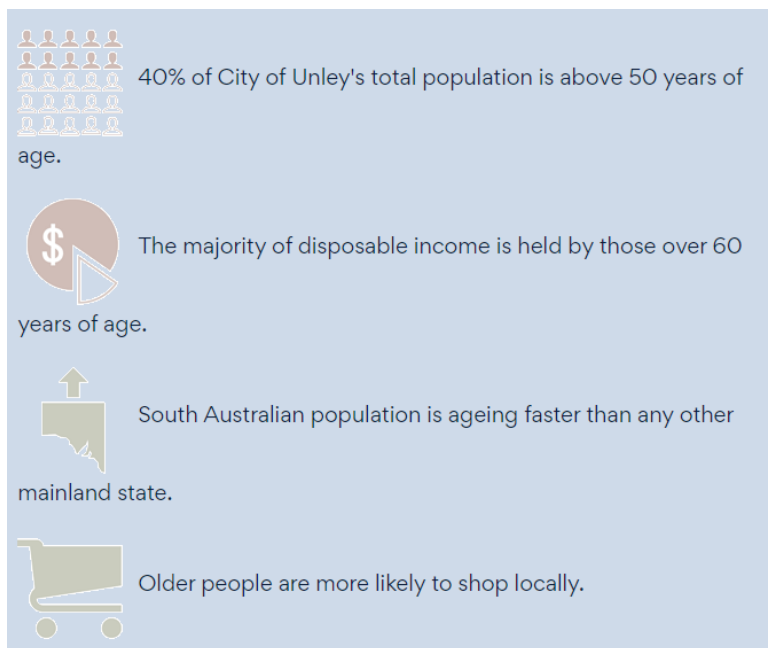 40% of City of Unley's total population is above 50 years of
age.
$
The majority of disposable income is held by those over 60
years of age.
South Australian population is ageing faster than any other
mainland state.
Older people are more likely to shop locally.